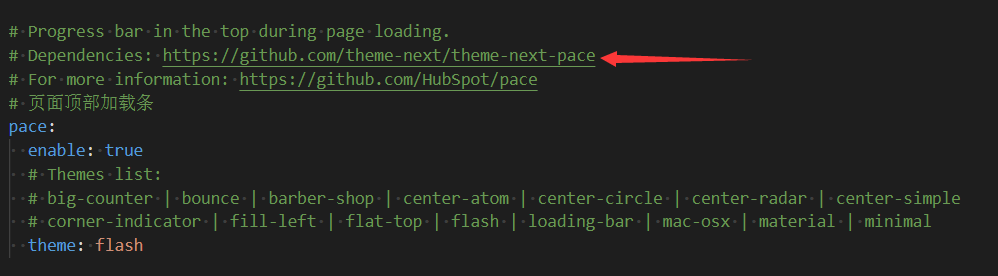 # Progress bar in the top during page loading.
# Dependencies: https://github.com/theme-next/theme-next-pace
# For more information: https://github.com/HubSpot/pace
# 页面顶部加载条
pace:
  enable: true
  # Themes list:
  # big-counter | bounce | barber-shop | center-atom | center-circle | center-radar | center-simple
  # corner-indicator | fill-left | flat-top | flash | loading-bar | mac-osx | material | minimal
  theme: flash